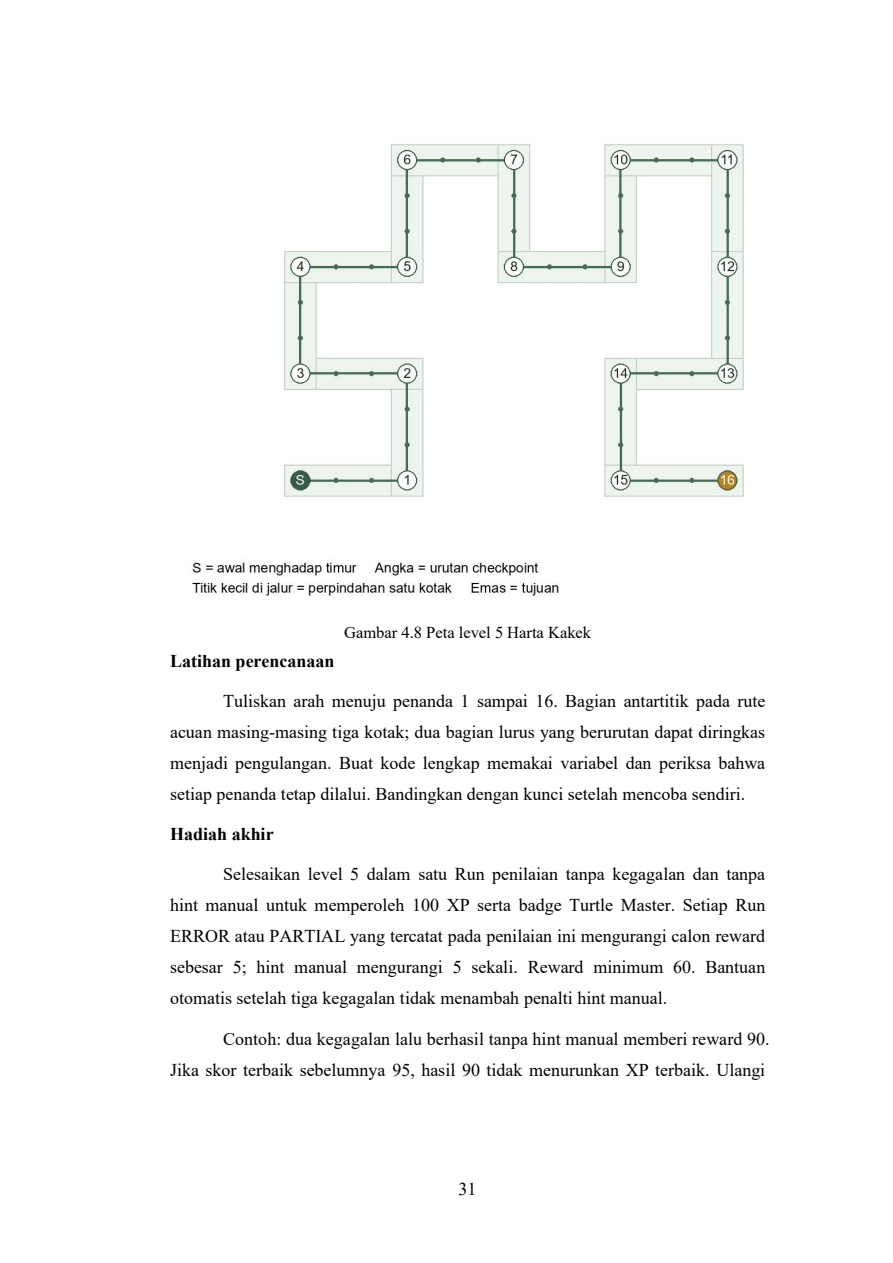 6 7 10 11
4 5 8 9 12
3 2 14 13
S 1 15 16
S = awal menghadap timur Angka = urutan checkpoint
Titik kecil di jalur = perpindahan satu kotak Emas = tujuan
Gambar 4.8 Peta level 5 Harta Kakek
Latihan perencanaan
Tuliskan arah menuju penanda 1 sampai 16. Bagian antartitik pada rute
acuan masing-masing tiga kotak; dua bagian lurus yang berurutan dapat diringkas
menjadi pengulangan. Buat kode lengkap memakai variabel dan periksa bahwa
setiap penanda tetap dilalui. Bandingkan dengan kunci setelah mencoba sendiri.
Hadiah akhir
Selesaikan level 5 dalam satu Run penilaian tanpa kegagalan dan tanpa
hint manual untuk memperoleh 100 XP serta badge Turtle Master. Setiap Run
ERROR atau PARTIAL yang tercatat pada penilaian ini mengurangi calon reward
sebesar 5; hint manual mengurangi 5 sekali. Reward minimum 60. Bantuan
otomatis setelah tiga kegagalan tidak menambah penalti hint manual.
Contoh: dua kegagalan lalu berhasil tanpa hint manual memberi reward 90.
Jika skor terbaik sebelumnya 95, hasil 90 tidak menurunkan XP terbaik. Ulangi
31